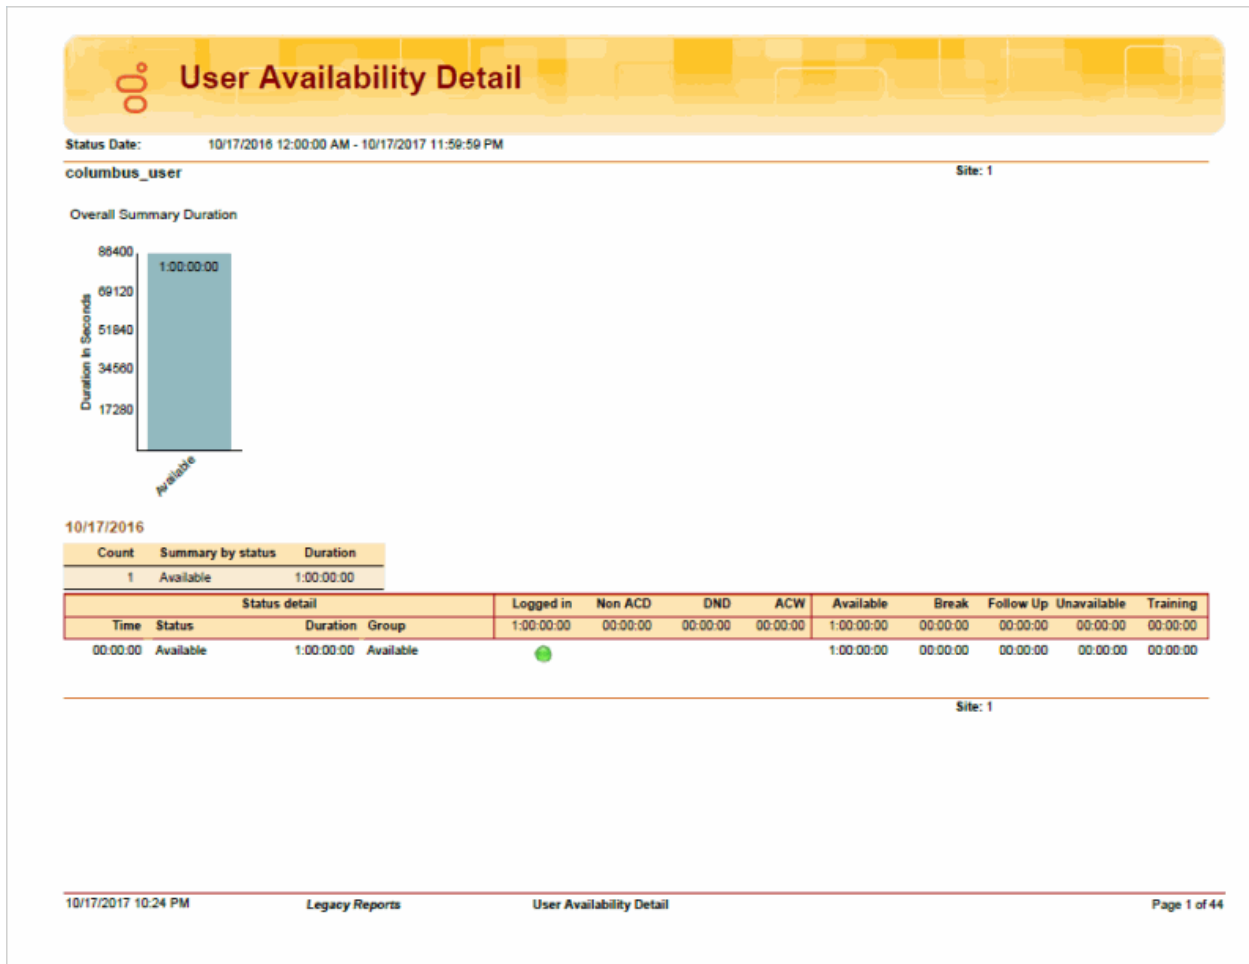 User Availability Detail
Status Date: 10/17/2016 12:00:00 AM - 10/17/2017 11:59:59 PM
columbus_user Site: 1
Overall Summary Duration
86400
1:00:00:00
69120
51840
34560
17280
Duration In Seconds
Available
10/17/2016
Count Summary by status Duration
1 Available 1:00:00:00
Status detail Logged in Non ACD DND ACW Available Break Follow Up Unavailable Training
Time Status Duration Group 1:00:00:00 00:00:00 00:00:00 00:00:00 1:00:00:00 00:00:00 00:00:00 00:00:00 00:00:00
00:00:00 Available 1:00:00:00 Available 1:00:00:00 00:00:00 00:00:00 00:00:00 00:00:00
Site: 1
10/17/2017 10:24 PM Legacy Reports User Availability Detail Page 1 of 44